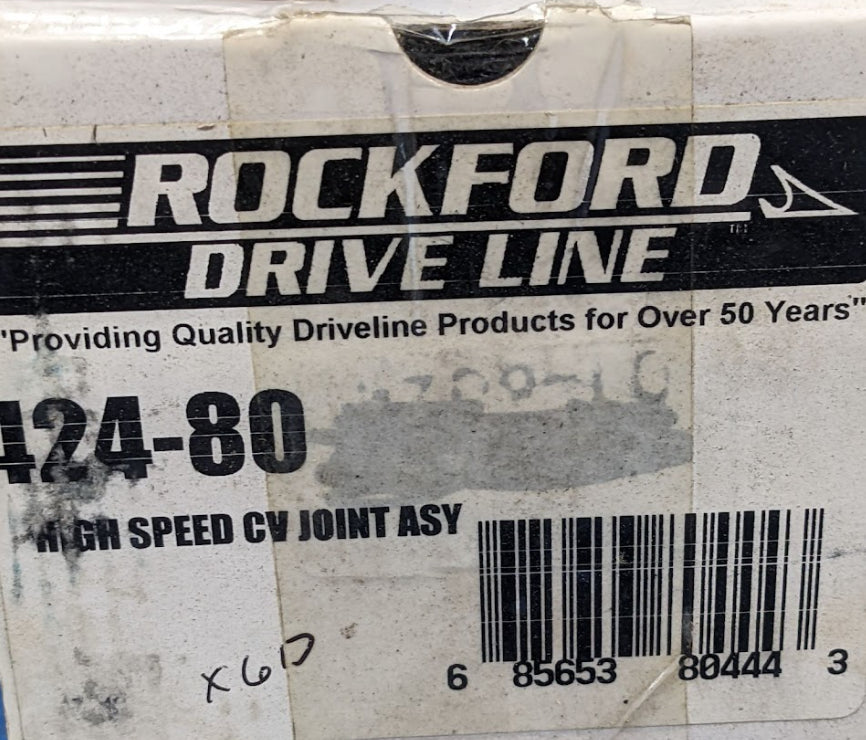 ROCKFORD
DRIVE LINE
TM
"Providing Quality Driveline Products for Over 50 Years"
424-80
HIGH SPEED CV JOINT ASY
6 85653 80444 3